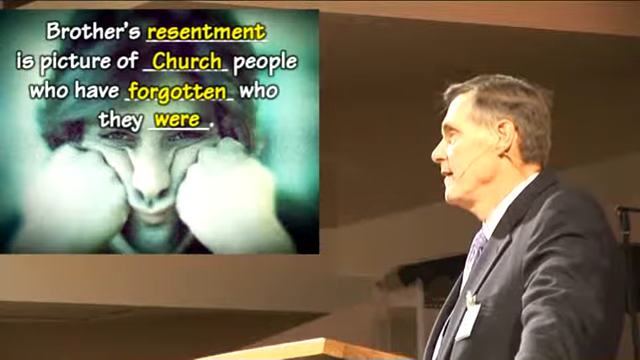 Brother's resentment
is picture of Church people
who have forgotten who
they were.